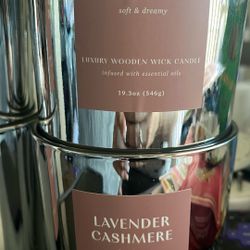 soft & dreamy
LUXURY WOODEN WICK CANDLE
infused with essential oils
19.3oz (546g)
LAVENDER
CASHMERE